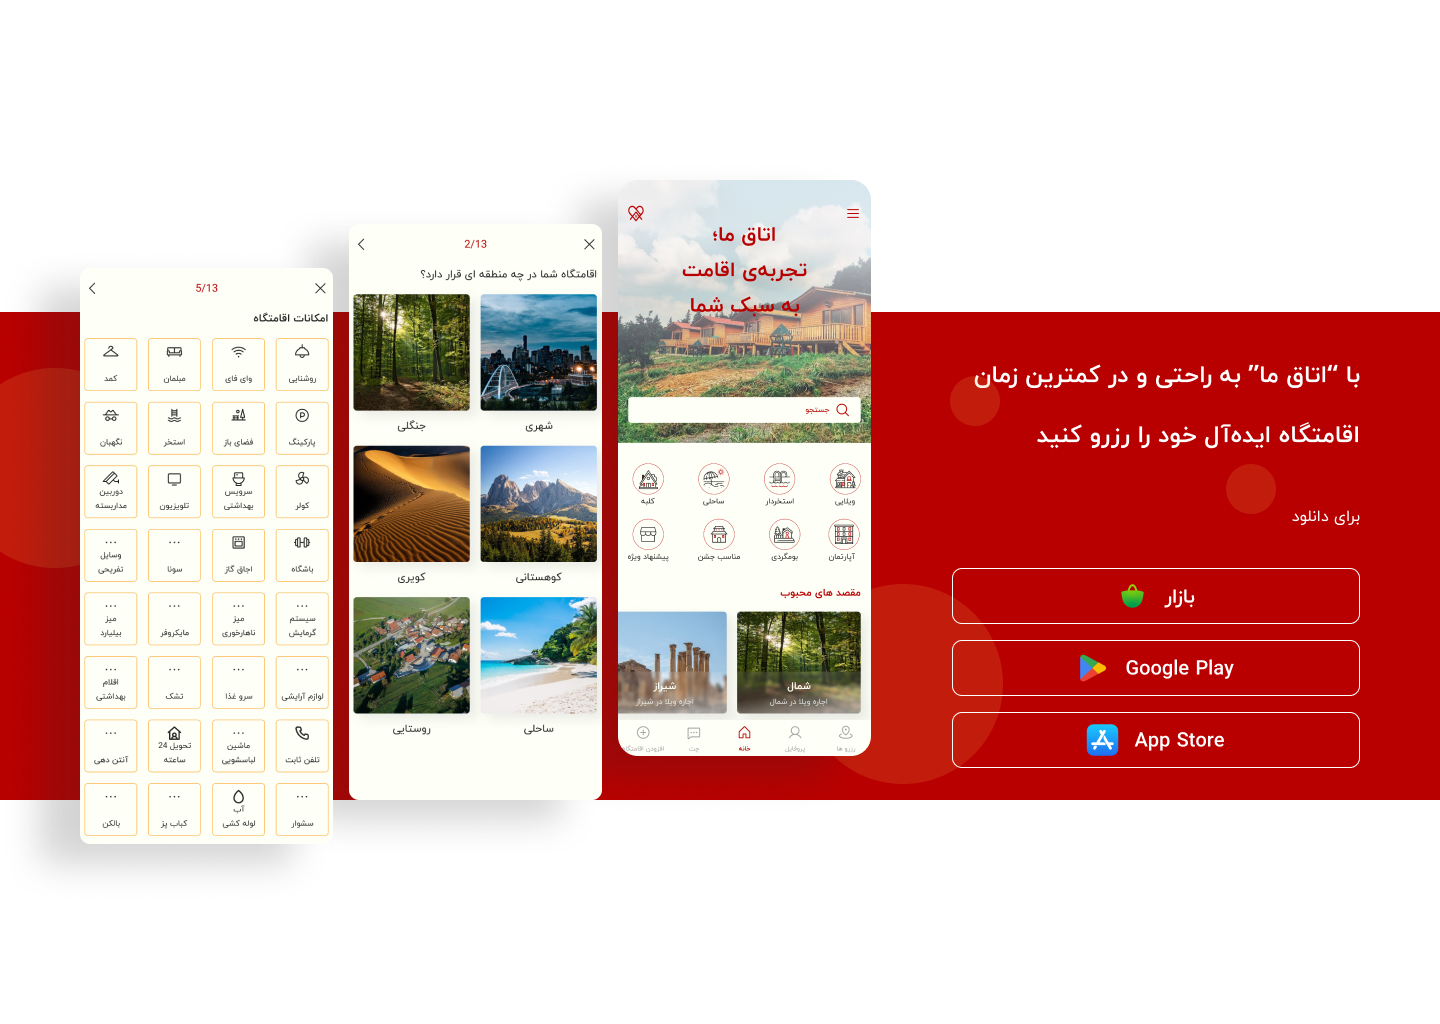 با “اتاق ما” به راحتی و در کمترین زمان
اقامتگاه ایده‌آل خود را رزرو کنید
برای دانلود
بازار
Google Play
App Store
اتاق ما؛
تجربه‌ی اقامت
به سبک شما
جستجو
ویلایی
استخردار
ساحلی
کلبه
آپارتمان
بومگردی
مناسب جشن
پیشنهاد ویژه
مقصد های محبوب
شمال
اجاره ویلا در شمال
شیراز
اجاره ویلا در شیراز
رزرو ها
پروفایل
خانه
چت
افزودن اقامتگاه
2/13
اقامتگاه شما در چه منطقه ای قرار دارد؟
شهری
جنگلی
کوهستانی
کویری
ساحلی
روستایی
5/13
امکانات اقامتگاه
روشنایی
وای فای
مبلمان
کمد
پارکینگ
فضای باز
استخر
نگهبان
کولر
سرویس
بهداشتی
تلویزیون
دوربین
مداربسته
باشگاه
اجاق گاز
سونا
وسایل
تفریحی
سیستم
گرمایش
میز
ناهارخوری
مایکروفر
میز
بیلیارد
لوازم آرایشی
سرو غذا
تشک
اقلام
بهداشتی
تلفن ثابت
ماشین
لباسشویی
تحویل 24
ساعته
آنتن دهی
سشوار
آب
لوله کشی
کباب پز
بالکن